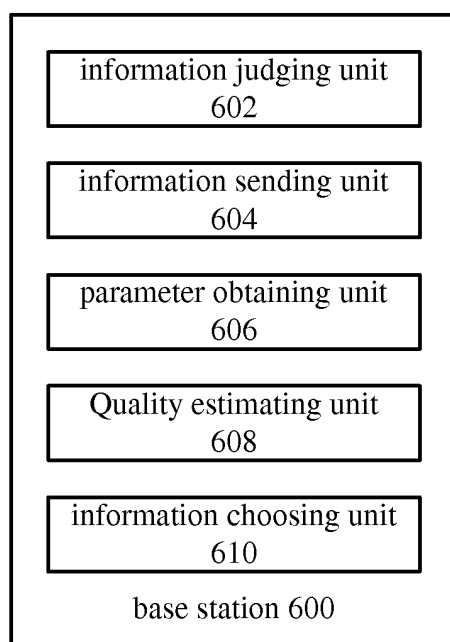 information judging unit
602
information sending unit
604
parameter obtaining unit
606
Quality estimating unit
608
information choosing unit
610
base station 600